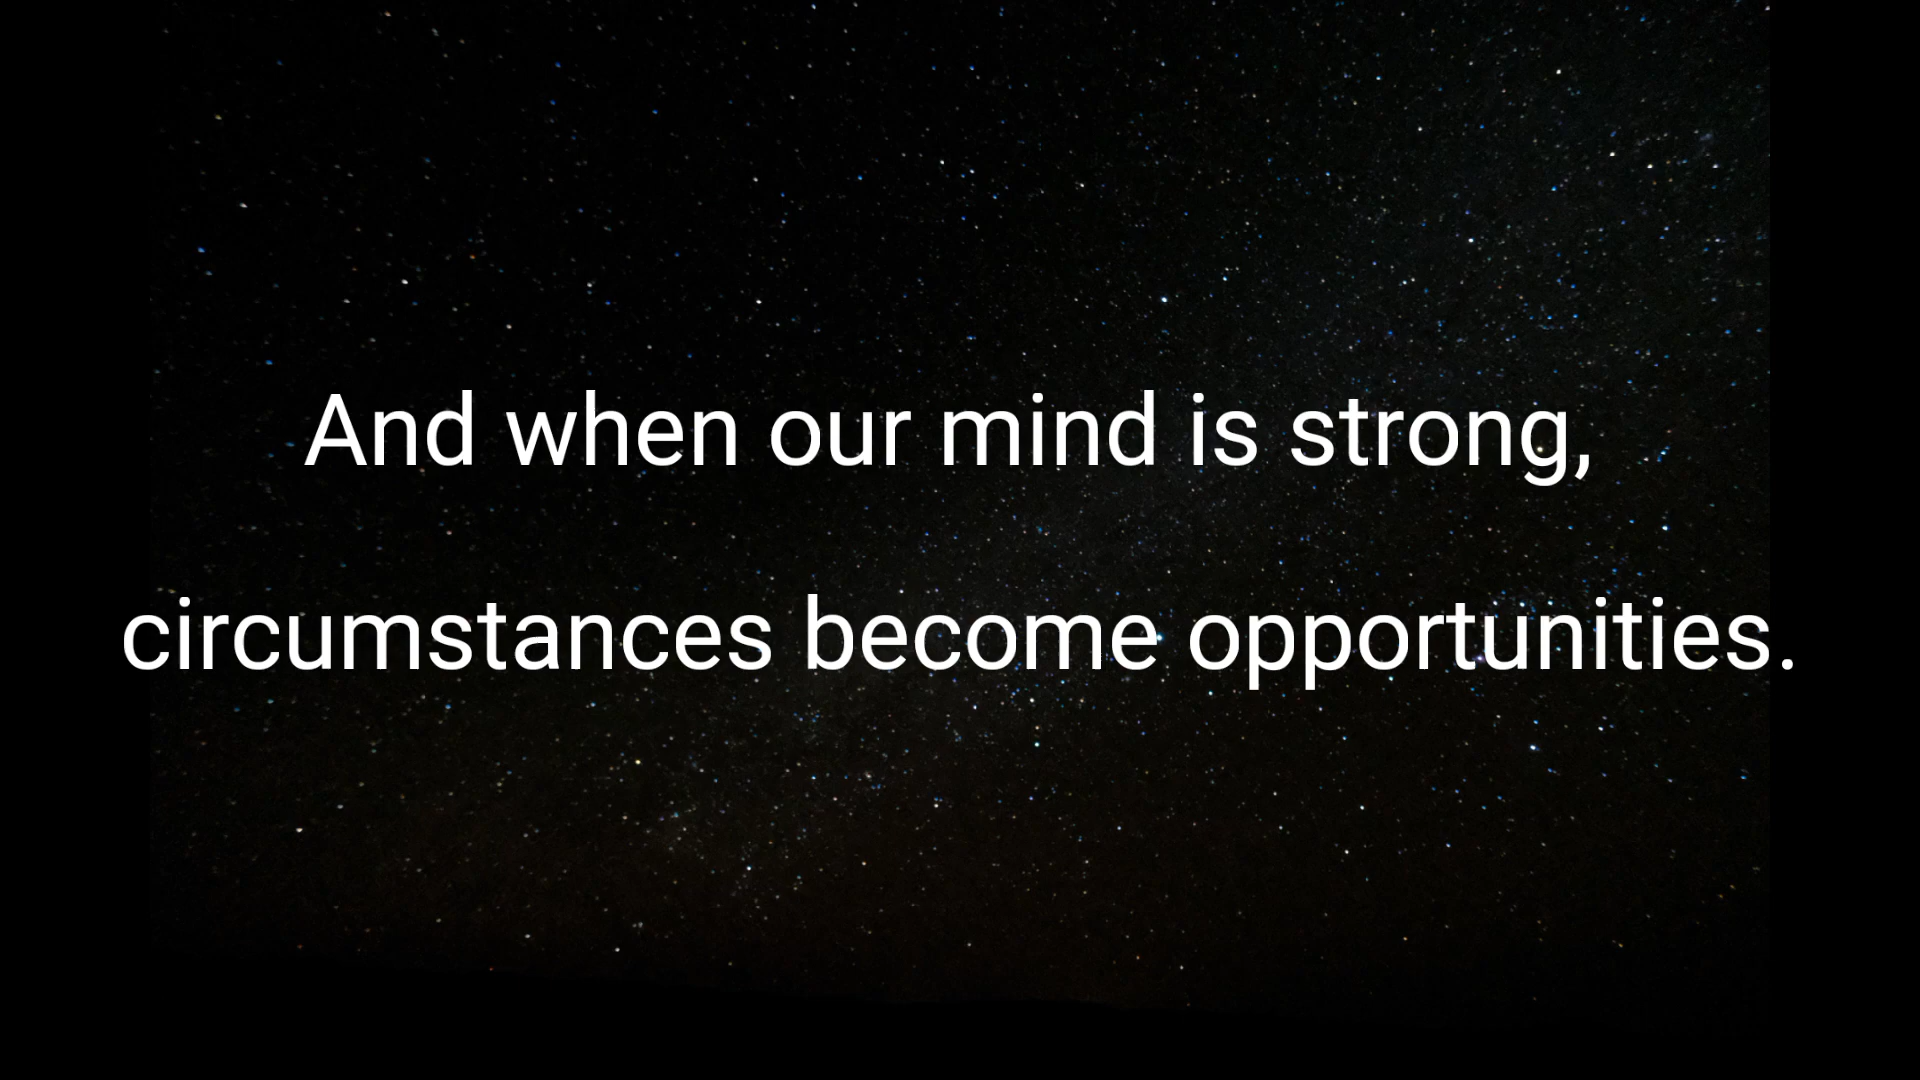 And when our mind is strong,
circumstances become opportunities.